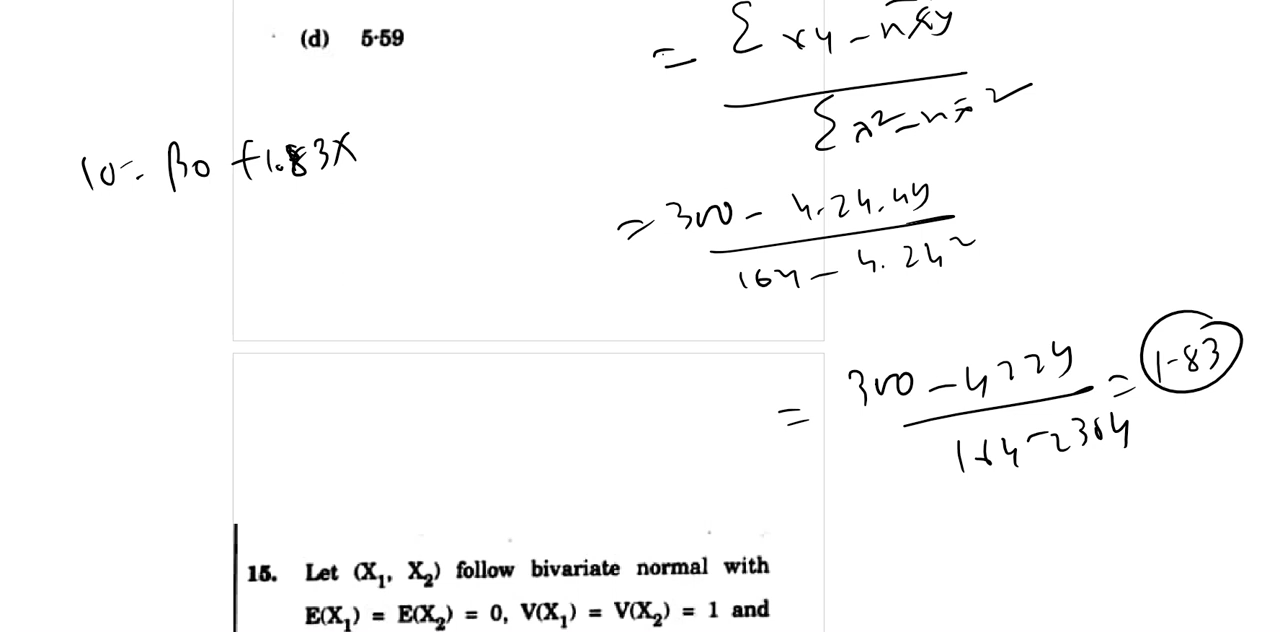 (d) 5·59
= Σxy - nx̄ȳ
Σx² - nx̄²
10 = β0 + 1.83X
= 300 - 4.24.49
164 - 4.24²
= 300 - 4224 = 1-83
164 - 2304
15. Let (X₁, X₂) follow bivariate normal with
E(X₁) = E(X₂) = 0, V(X₁) = V(X₂) = 1 and